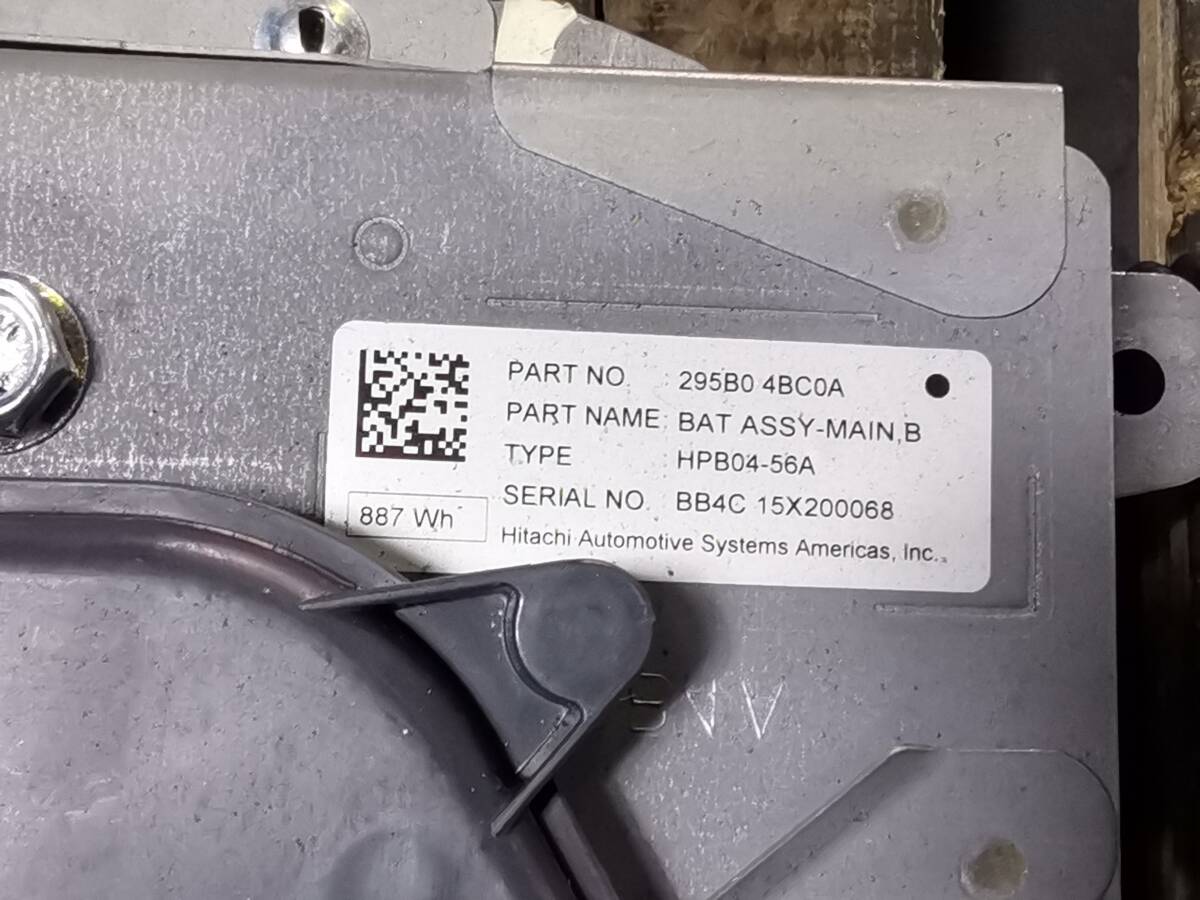 PART NO. : 295B0 4BC0A
PART NAME: BAT ASSY-MAIN,B
TYPE : HPB04-56A
SERIAL NO. BB4C 15X200068
887 Wh
Hitachi Automotive Systems Americas, Inc.